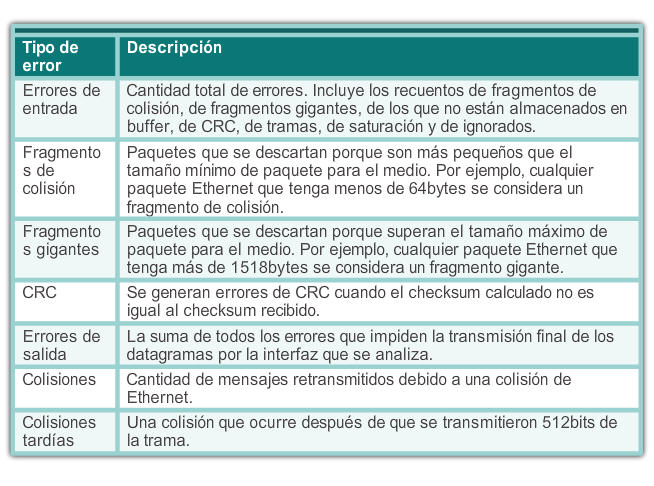 Tipo de error
Descripción
Errores de entrada
Cantidad total de errores. Incluye los recuentos de fragmentos de
colisión, de fragmentos gigantes, de los que no están almacenados en
buffer, de CRC, de tramas, de saturación y de ignorados.
Fragmento
s de
colisión
Paquetes que se descartan porque son más pequeños que el
tamaño mínimo de paquete para el medio. Por ejemplo, cualquier
paquete Ethernet que tenga menos de 64bytes se considera un
fragmento de colisión.
Fragmento
s gigantes
Paquetes que se descartan porque superan el tamaño máximo de
paquete para el medio. Por ejemplo, cualquier paquete Ethernet que
tenga más de 1518bytes se considera un fragmento gigante.
CRC
Se generan errores de CRC cuando el checksum calculado no es
igual al checksum recibido.
Errores de
salida
La suma de todos los errores que impiden la transmisión final de los
datagramas por la interfaz que se analiza.
Colisiones
Cantidad de mensajes retransmitidos debido a una colisión de
Ethernet.
Colisiones
tardías
Una colisión que ocurre después de que se transmitieron 512bits de
la trama.